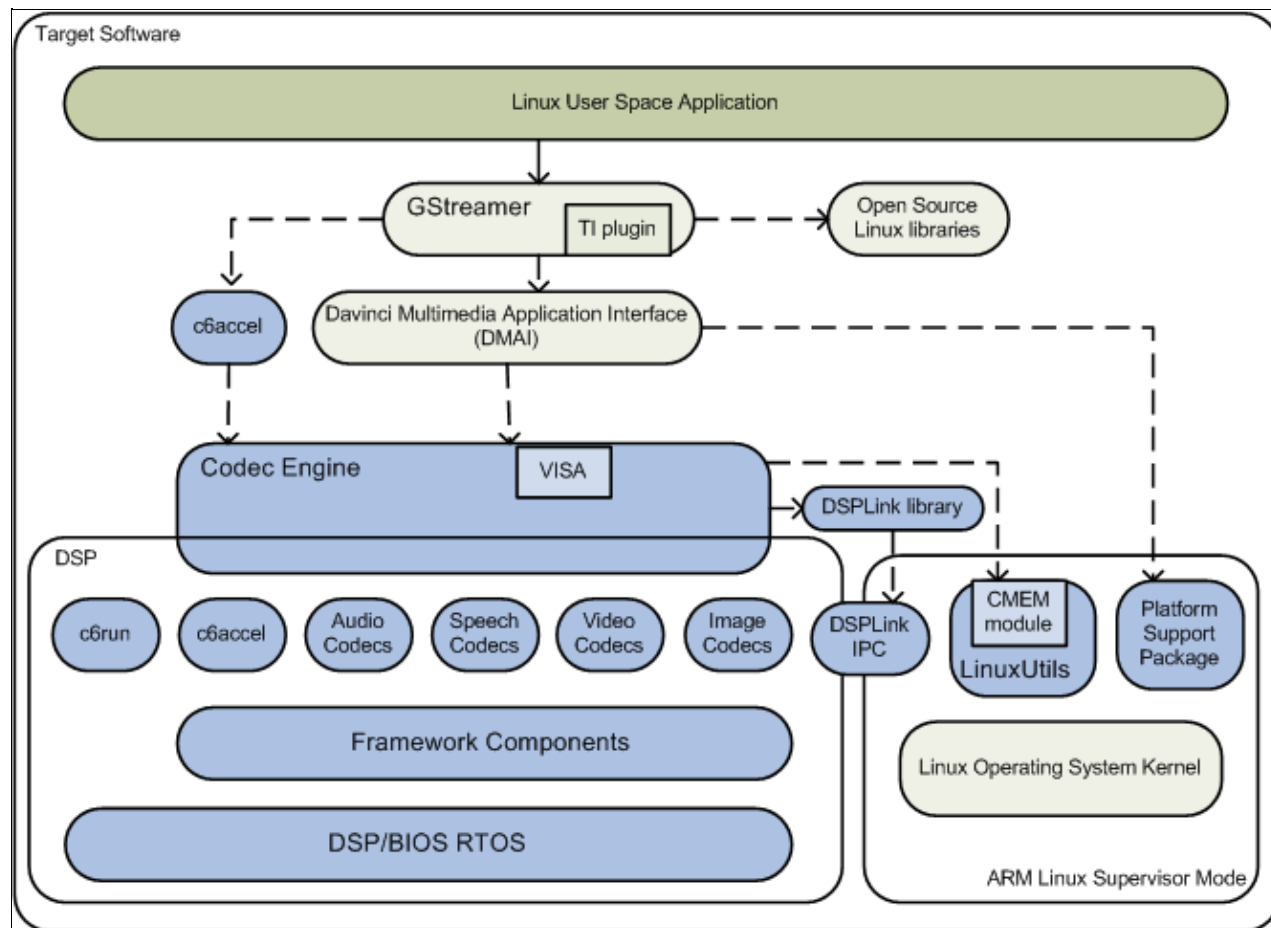 Target Software
Linux User Space Application
GStreamer
TI plugin
Open Source
Linux libraries
c6accel
Davinci Multimedia Application Interface
(DMAI)
Codec Engine
VISA
DSPLink library
DSP
c6run
c6accel
Audio
Codecs
Speech
Codecs
Video
Codecs
Image
Codecs
DSPLink
IPC
CMEM
module
LinuxUtils
Platform
Support
Package
Framework Components
Linux Operating System Kernel
DSP/BIOS RTOS
ARM Linux Supervisor Mode